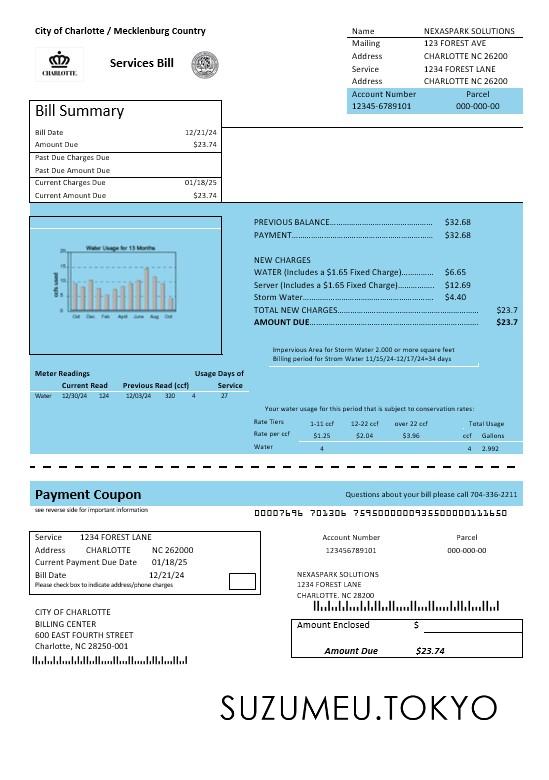 City of Charlotte / Mecklenburg Country
CHARLOTTE
Services Bill
Name NEXASPARK SOLUTIONS
Mailing 123 FOREST AVE
Address CHARLOTTE NC 26200
Service 1234 FOREST LANE
Address CHARLOTTE NC 26200
Account Number Parcel
12345-6789101 000-000-00
Bill Summary
Bill Date 12/21/24
Amount Due $23.74
Past Due Charges Due
Past Due Amount Due
Current Charges Due 01/18/25
Current Amount Due $23.74
Water Usage for 13 Months
ccfs used
20
15
10
5
0
Oct Dec Feb April June Aug Oct
PREVIOUS BALANCE $32.68
PAYMENT $32.68
NEW CHARGES
WATER (Includes a $1.65 Fixed Charge) $6.65
Server (Includes a $1.65 Fixed Charge) $12.69
Storm Water $4.40
TOTAL NEW CHARGES $23.7
AMOUNT DUE $23.7
Impervious Area for Storm Water 2.000 or more square feet
Billing period for Strom Water 11/15/24-12/17/24=34 days
Meter Readings Usage Days of
Current Read Previous Read (ccf) Service
Water 12/30/24 124 12/03/24 320 4 27
Your water usage for this period that is subject to conservation rates:
Rate Tiers 1-11 ccf 12-22 ccf over 22 ccf Total Usage
Rate per ccf $1.25 $2.04 $3.96 ccf Gallons
Water 4 4 2.992
Payment Coupon
Questions about your bill please call 704-336-2211
see reverse side for important information
Service 1234 FOREST LANE
Address CHARLOTTE NC 262000
Current Payment Due Date 01/18/25
Bill Date 12/21/24
Please check box to indicate address/phone charges
Account Number Parcel
123456789101 000-000-00
NEXASPARK SOLUTIONS
1234 FOREST LANE
CHARLOTTE. NC 28200
CITY OF CHARLOTTE
BILLING CENTER
600 EAST FOURTH STREET
Charlotte, NC 28250-001
Amount Enclosed $
Amount Due $23.74
SUZUMEU.TOKYO